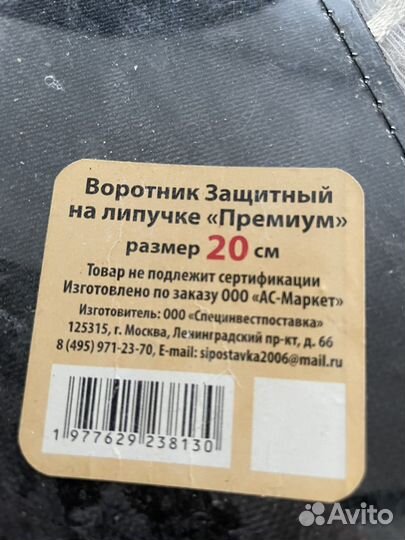 Воротник Защитный
на липучке «Премиум»
размер 20 см
Товар не подлежит сертификации
Изготовлено по заказу ООО «АС-Маркет»
Изготовитель: ООО «Специнвестпоставка»
125315, г. Москва, Ленинградский пр-кт, д. 66
8 (495) 971-23-70, E-mail: sipostavka2006@mail.ru
1 977629 238130
Avito